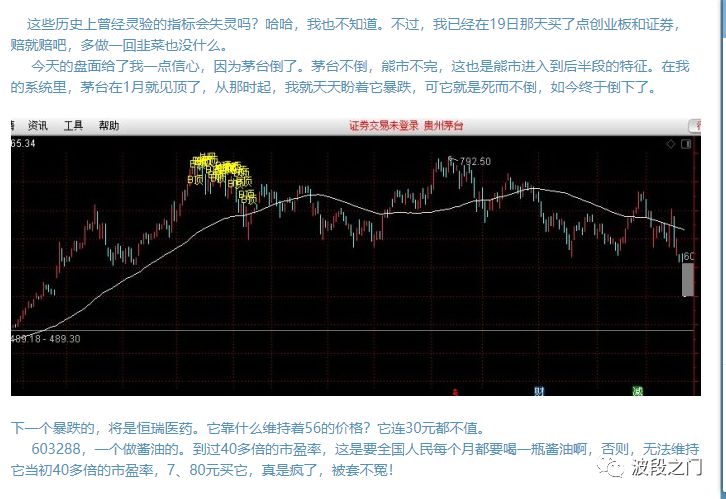 这些历史上曾经灵验的指标会失灵吗？哈哈，我也不知道。不过，我已经在19日那天买了点创业板和证券，
赔就赔吧，多做一回韭菜也没什么。
今天的盘面给了我一点信心，因为茅台倒了。茅台不倒，熊市不完，这也是熊市进入到后半段的特征。在我
的系统里，茅台在1月就见顶了，从那时起，我就天天盼着它暴跌，可它就是死而不倒，如今终于倒下了。
资讯 工具 帮助 证券交易未登录 贵州茅台
65.34
792.50
60
489.18 - 489.30
财
减
下一个暴跌的，将是恒瑞医药。它靠什么维持着56的价格？它连30元都不值。
603288，一个做酱油的。到过40多倍的市盈率，这是要全国人民每个月都要喝一瓶酱油啊，否则，无法维持
它当初40多倍的市盈率，7、80元买它，真是疯了，被套不冤！
波段之门